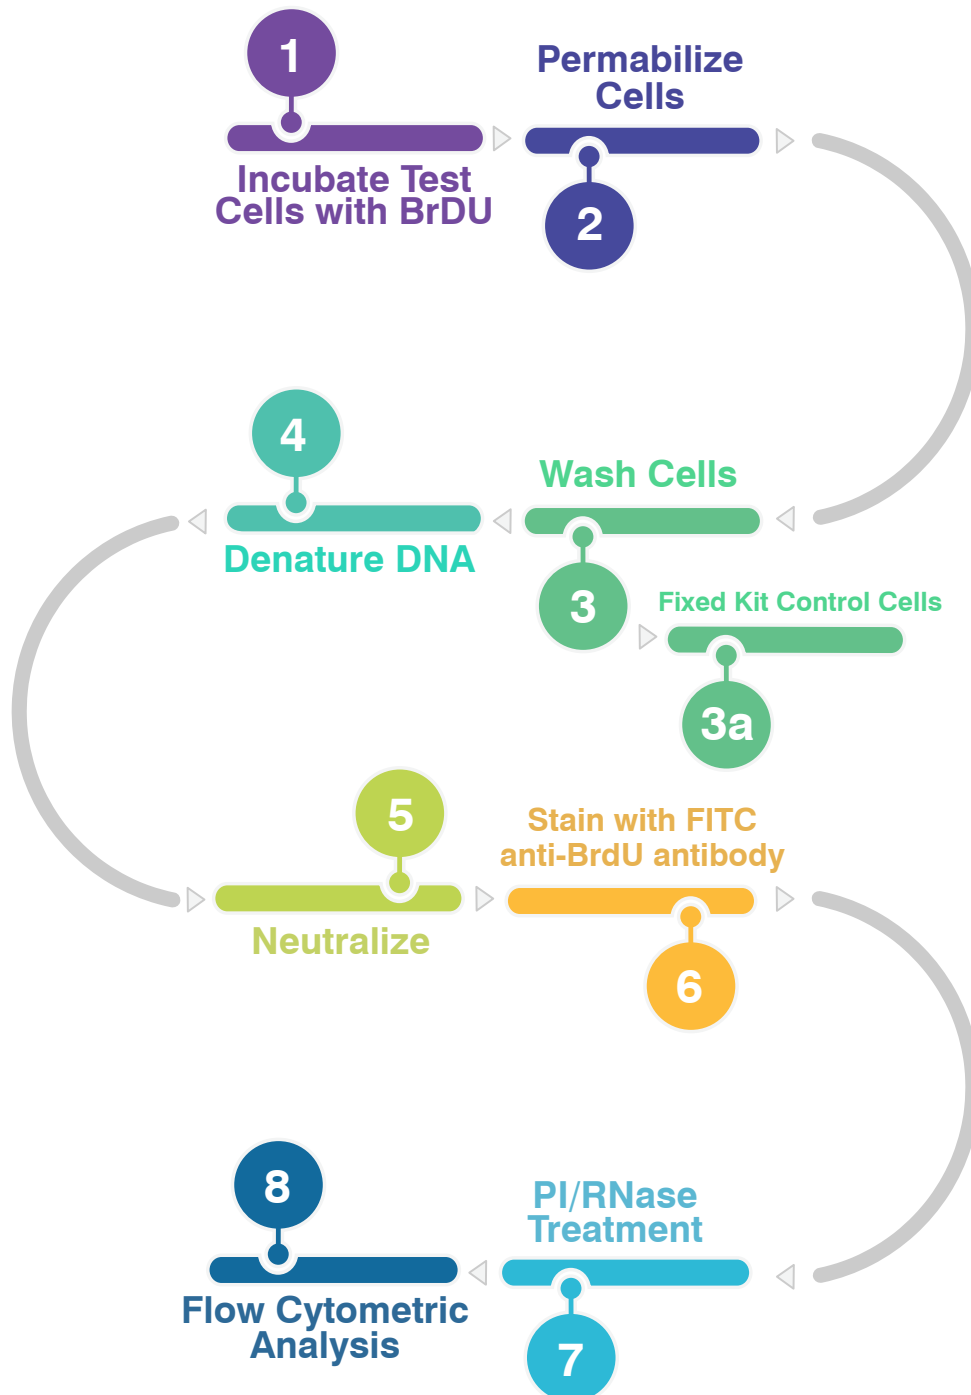 1
Incubate Test
Cells with BrDU
Permabilize
Cells
2
Wash Cells
3
Fixed Kit Control Cells
3a
4
Denature DNA
5
Neutralize
Stain with FITC
anti-BrdU antibody
6
PI/RNase
Treatment
7
8
Flow Cytometric
Analysis